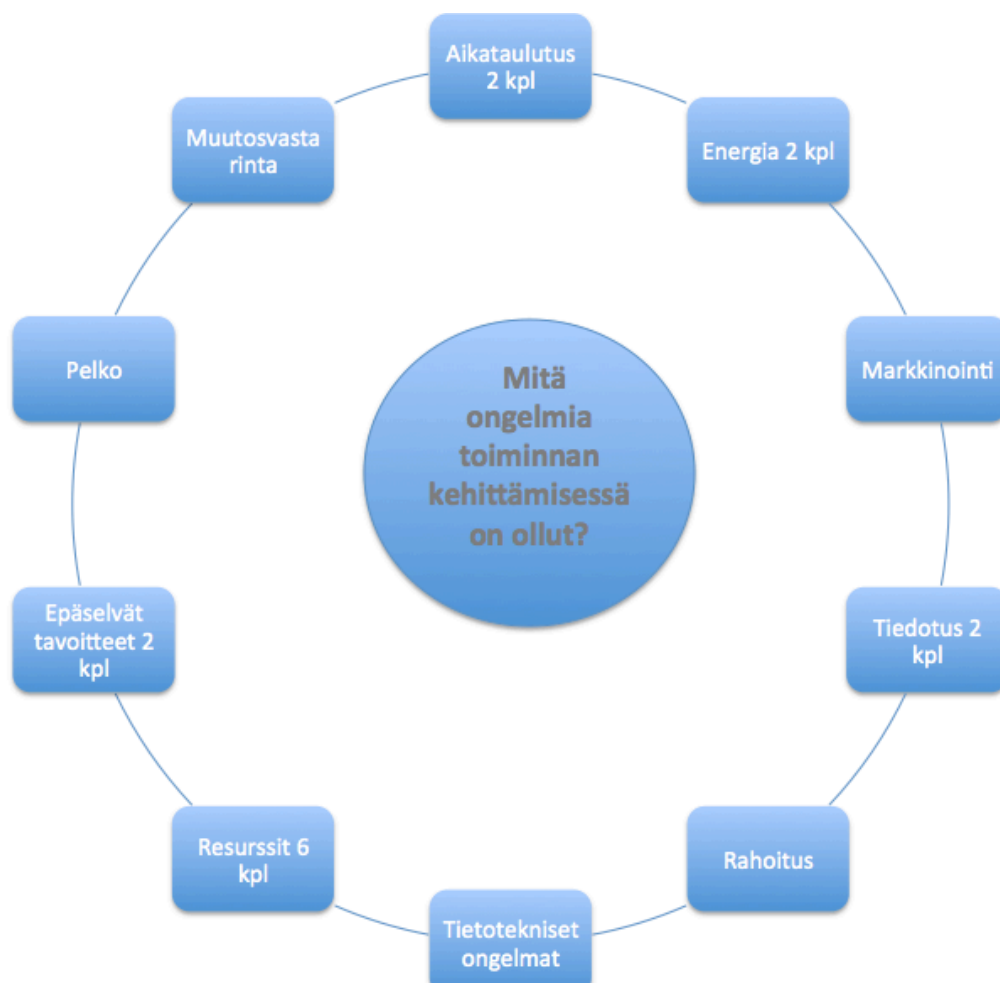 Aikataulutus
2 kpl
Energia 2 kpl
Markkinointi
Tiedotus 2
kpl
Rahoitus
Tietotekniset
ongelmat
Resurssit 6
kpl
Epäselvät
tavoitteet 2
kpl
Pelko
Muutosvasta
rinta
Mitä
ongelmia
toiminnan
kehittämisessä
on ollut?